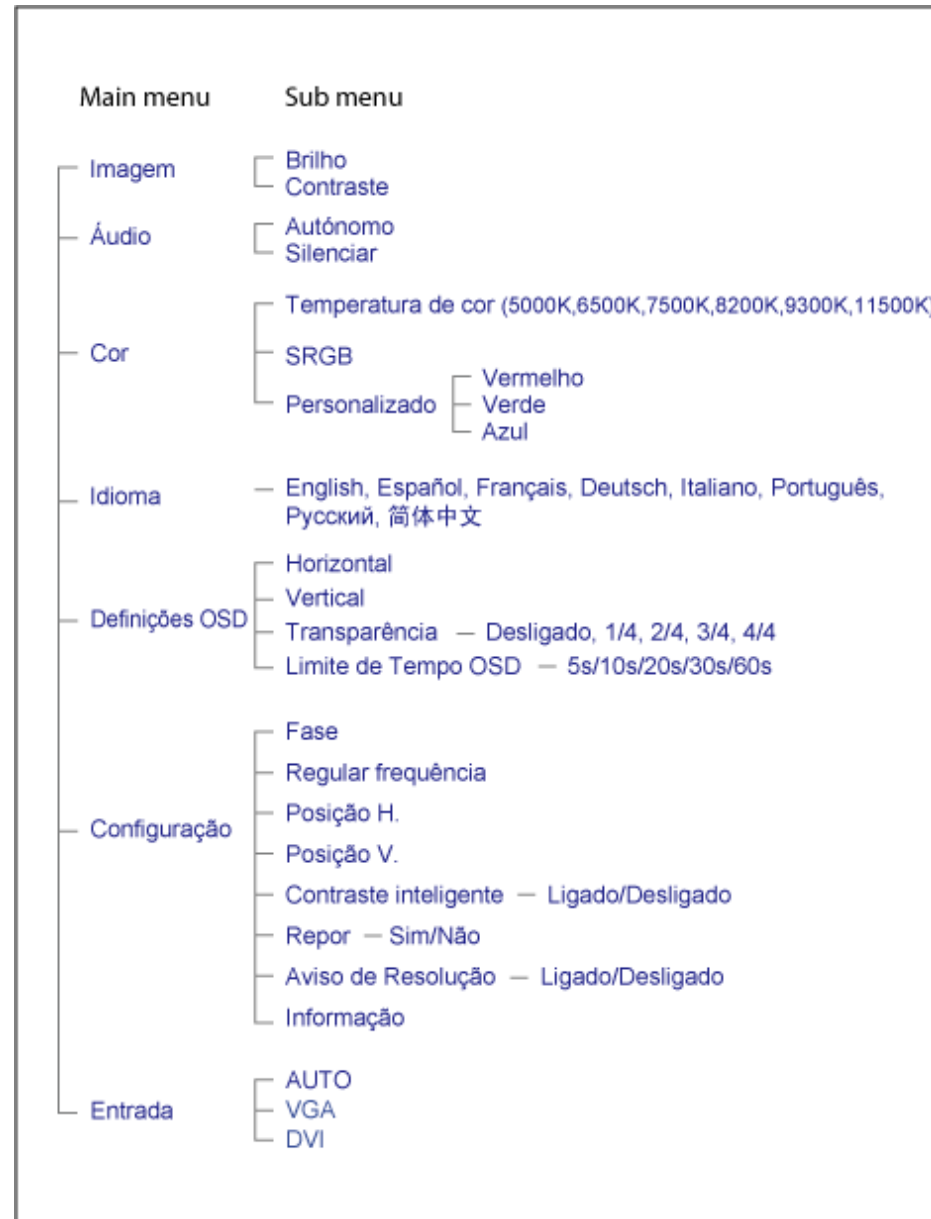 Main menu Sub menu
Imagem Brilho
Contraste
Áudio Autónomo
Silenciar
Cor Temperatura de cor (5000K,6500K,7500K,8200K,9300K,11500K)
SRGB
Personalizado Vermelho
Verde
Azul
Idioma English, Español, Français, Deutsch, Italiano, Português,
Русский, 简体中文
Definições OSD Horizontal
Vertical
Transparência — Desligado, 1/4, 2/4, 3/4, 4/4
Limite de Tempo OSD — 5s/10s/20s/30s/60s
Configuração Fase
Regular frequência
Posição H.
Posição V.
Contraste inteligente — Ligado/Desligado
Repor — Sim/Não
Aviso de Resolução — Ligado/Desligado
Informação
Entrada AUTO
VGA
DVI